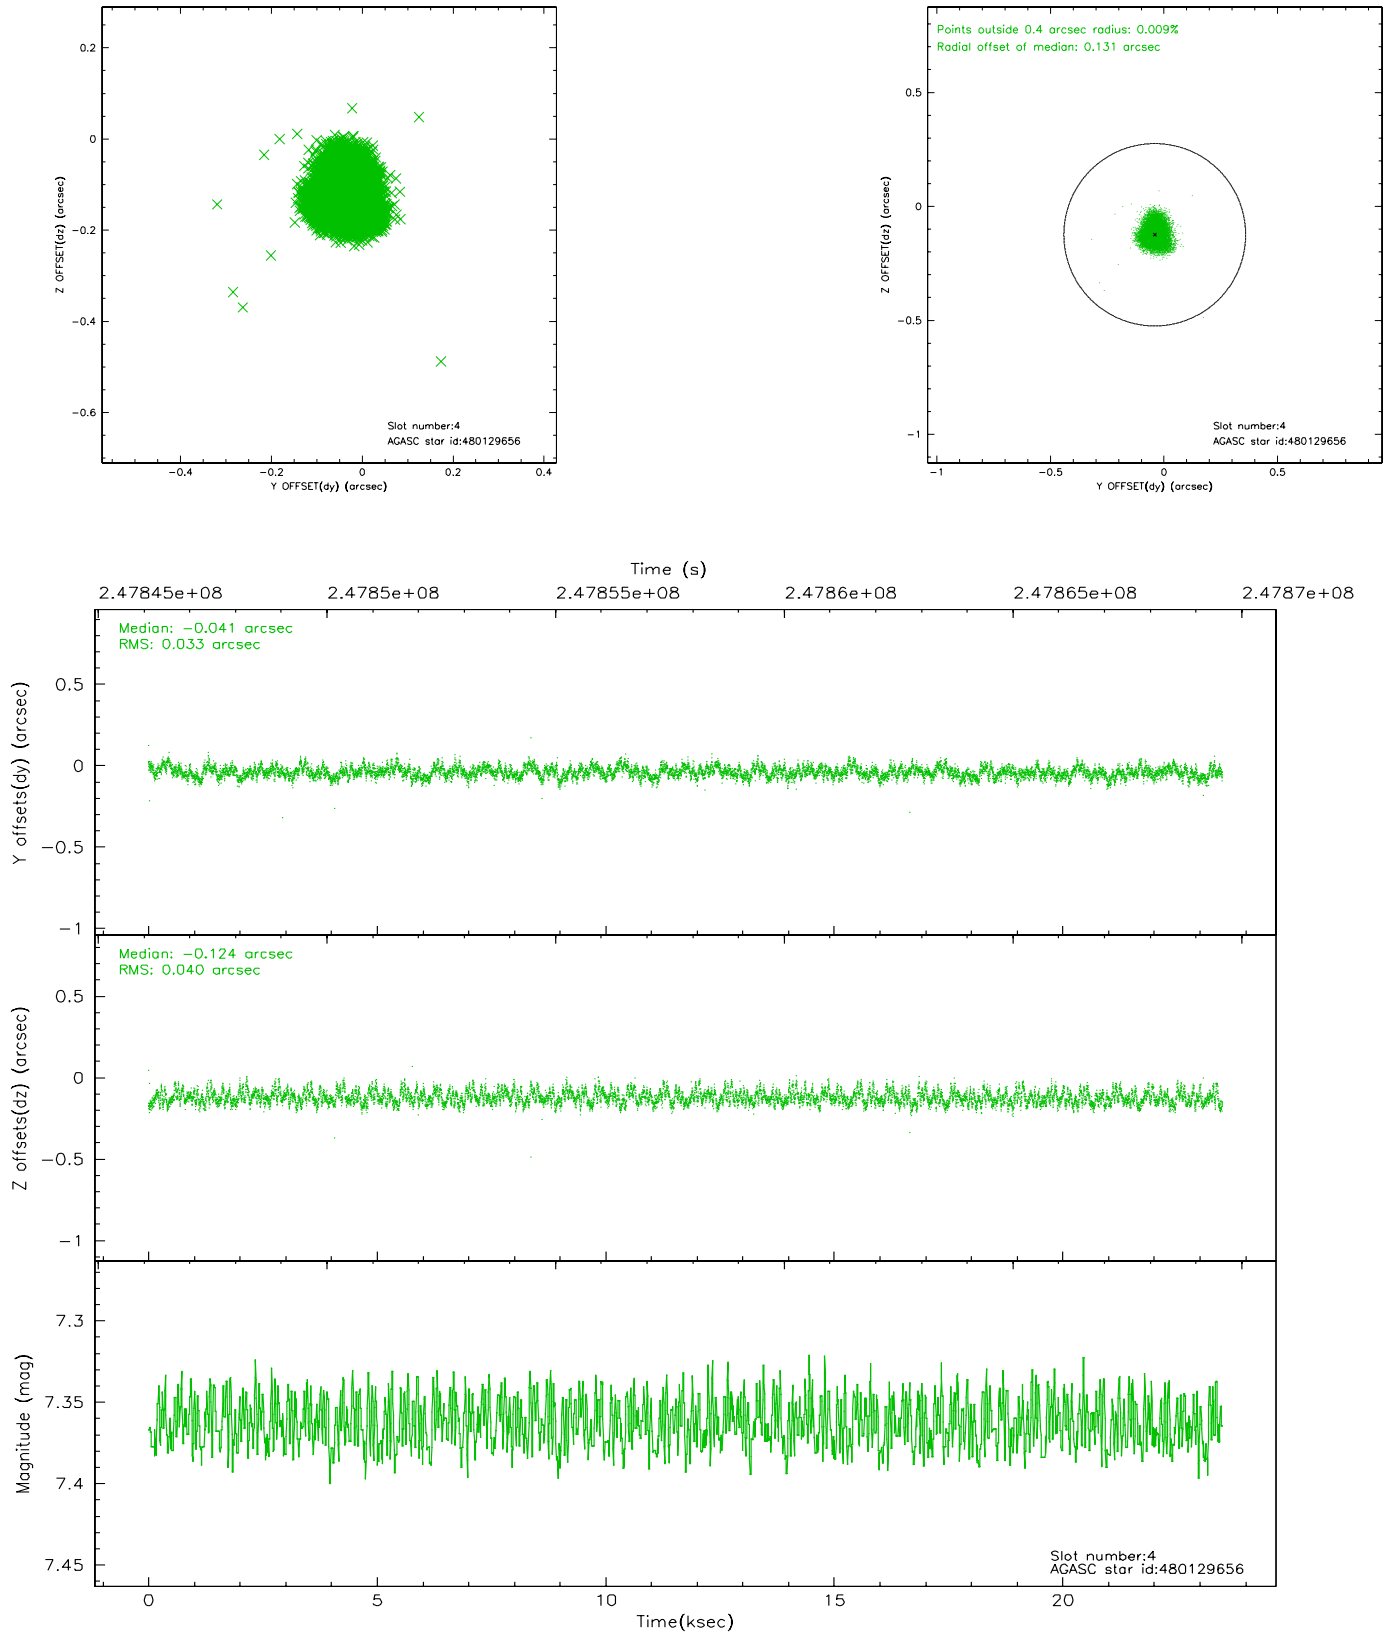 0.2
0
−0.2
−0.4
−0.6
Z OFFSET(dz) (arcsec)
Slot number:4
AGASC star id:480129656
−0.4 −0.2 0 0.2 0.4
Y OFFSET(dy) (arcsec)
Points outside 0.4 arcsec radius: 0.009%
Radial offset of median: 0.131 arcsec
0.5
0
−0.5
−1
Z OFFSET(dz) (arcsec)
Slot number:4
AGASC star id:480129656
−1 −0.5 0 0.5
Y OFFSET(dy) (arcsec)
Time (s)
2.47845e+08 2.4785e+08 2.47855e+08 2.4786e+08 2.47865e+08 2.4787e+08
Median: −0.041 arcsec
RMS: 0.033 arcsec
0.5
0
−0.5
−1
Y offsets(dy) (arcsec)
Median: −0.124 arcsec
RMS: 0.040 arcsec
0.5
0
−0.5
−1
Z offsets(dz) (arcsec)
7.3
7.35
7.4
7.45
Magnitude (mag)
Slot number:4
AGASC star id:480129656
0 5 10 15 20
Time(ksec)